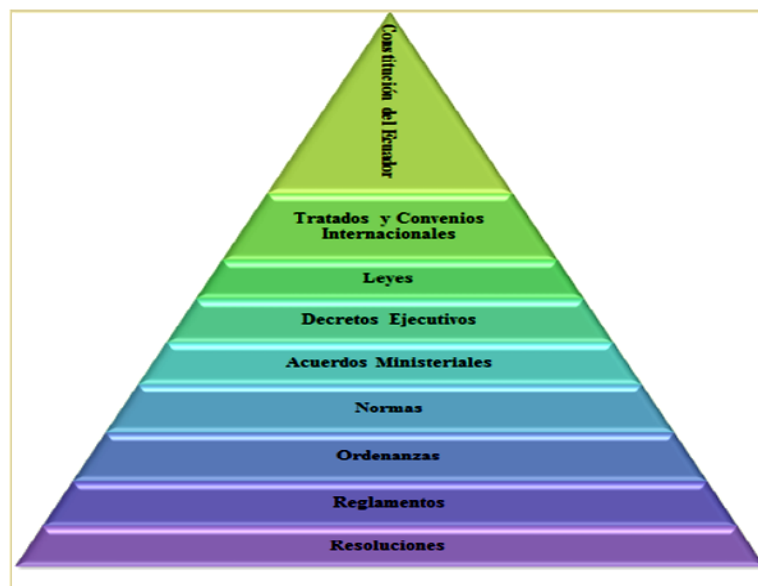 Constitución del Ecuador
Tratados y Convenios
Internacionales
Leyes
Decretos Ejecutivos
Acuerdos Ministeriales
Normas
Ordenanzas
Reglamentos
Resoluciones